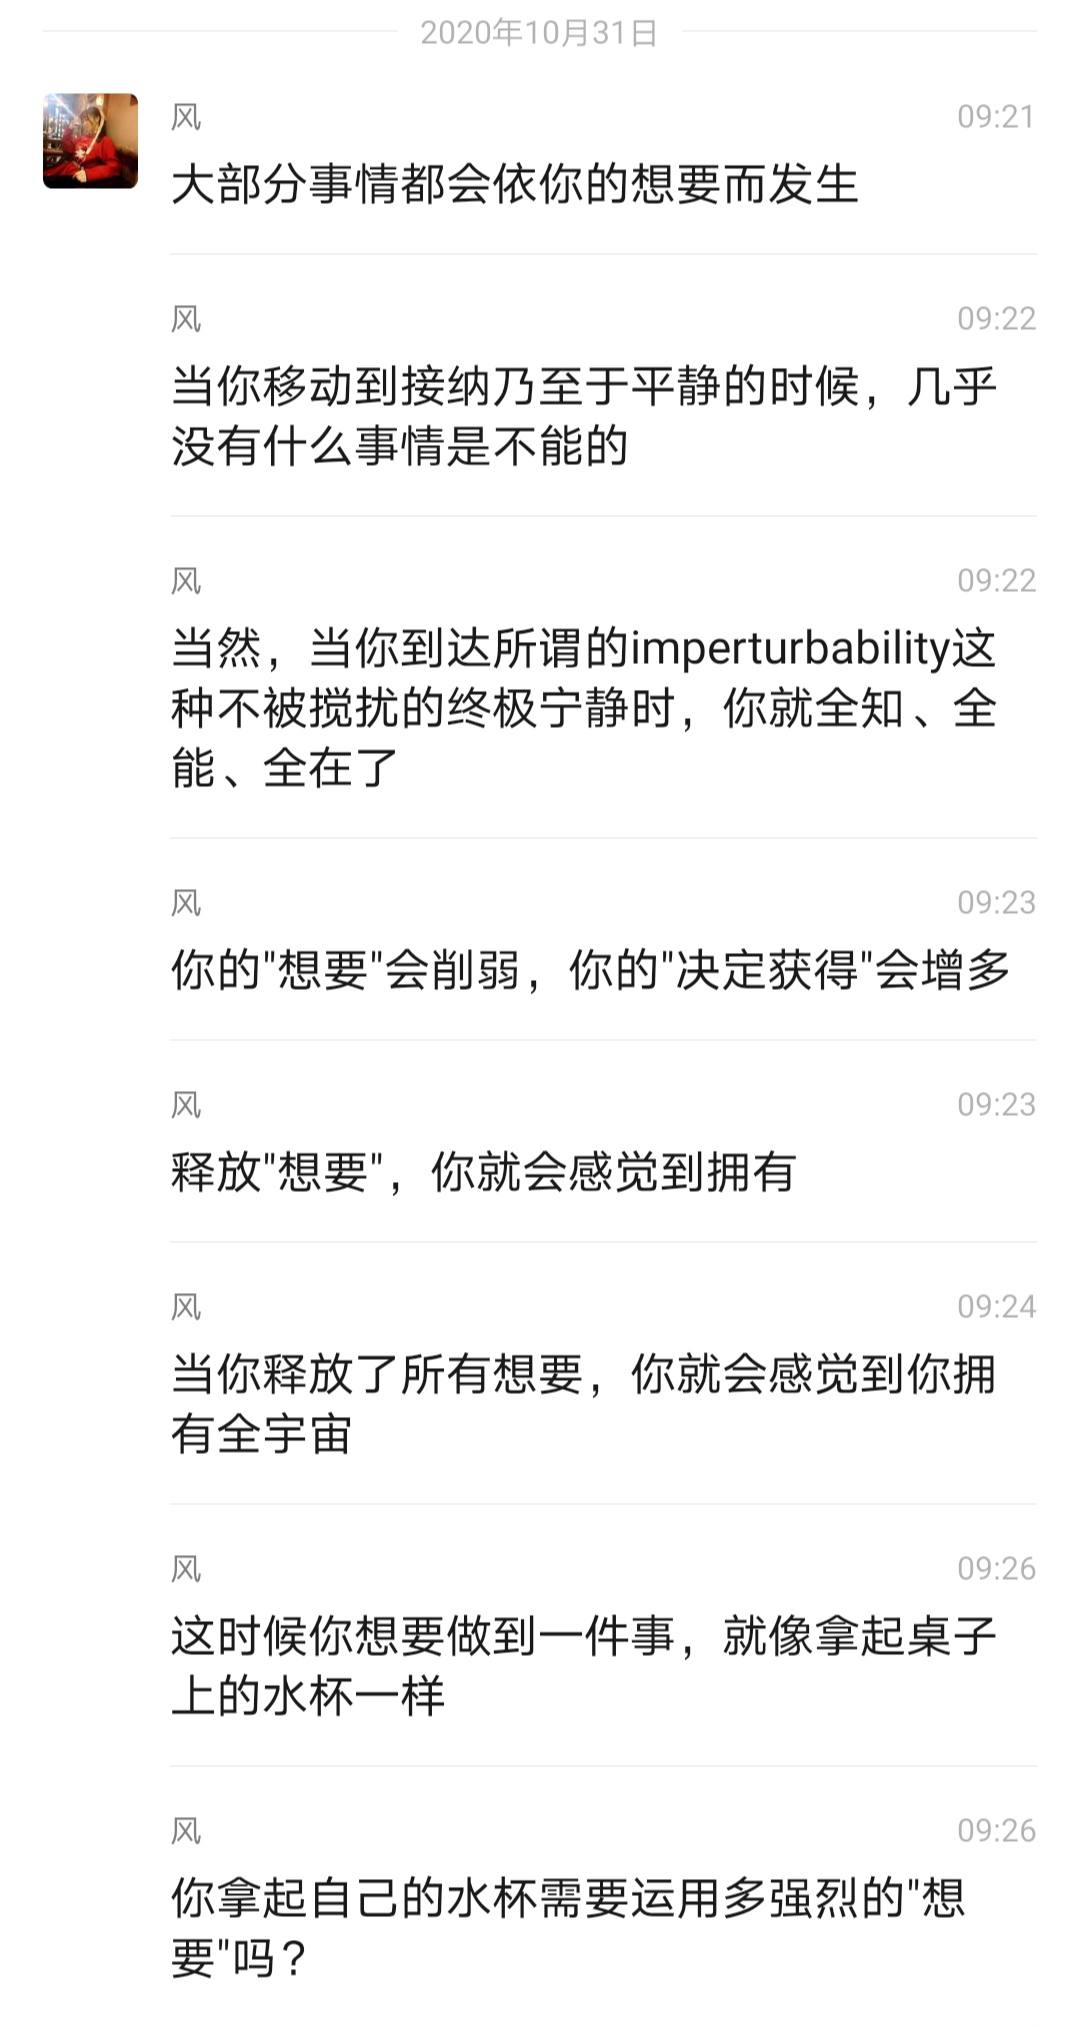 2020年10月31日
风
09:21
大部分事情都会依你的想要而发生
风
09:22
当你移动到接纳乃至于平静的时候，几乎
没有什么事情是不能的
风
09:22
当然，当你到达所谓的imperturbability这
种不被搅扰的终极宁静时，你就全知、全
能、全在了
风
09:23
你的"想要"会削弱，你的"决定获得"会增多
风
09:23
释放"想要"，你就会感觉到拥有
风
09:24
当你释放了所有想要，你就会感觉到你拥
有全宇宙
风
09:26
这时候你想要做到一件事，就像拿起桌子
上的水杯一样
风
09:26
你拿起自己的水杯需要运用多强烈的"想
要"吗？